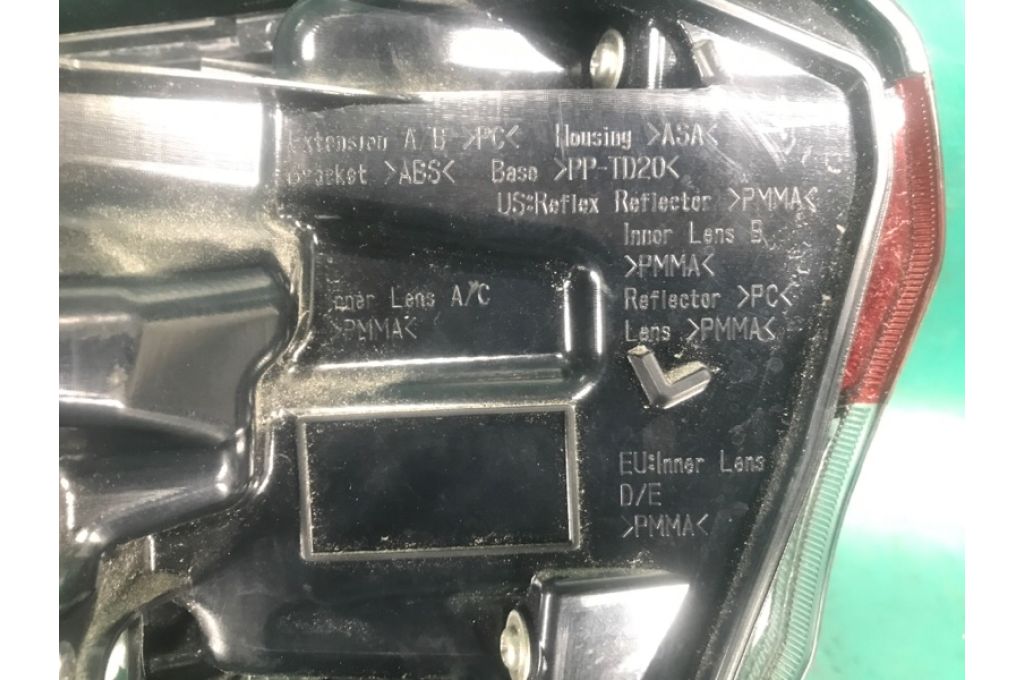 Extension A/B >PC< Housing >ASA<
Bracket >ABS< Base >PP-TD20<
US:Reflex Reflector >PMMA<
Inner Lens B
>PMMA<
Inner Lens A/C
>PMMA<
Reflector >PC<
Lens >PMMA<
EU:Inner Lens
D/E
>PMMA<